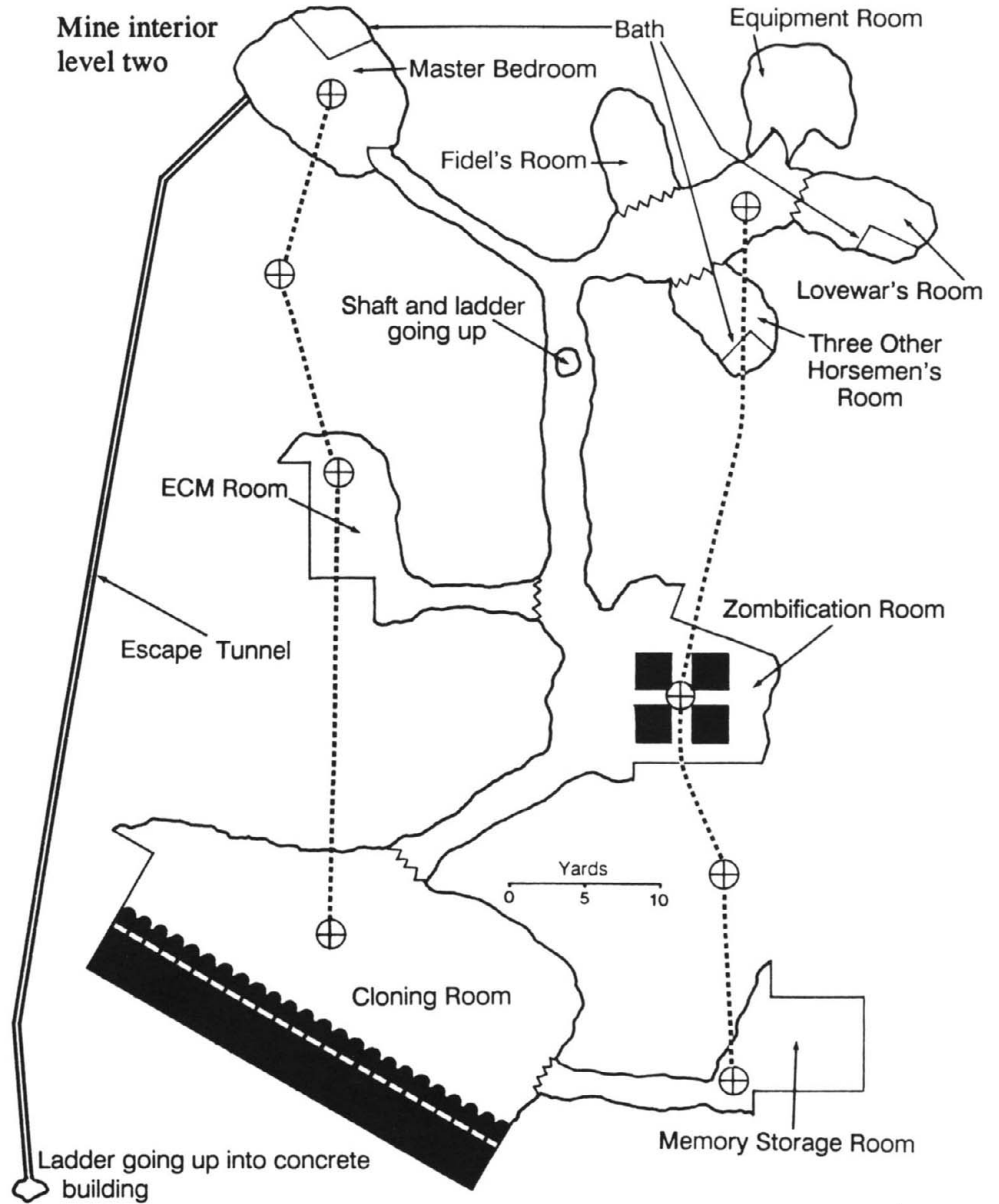 Mine interior
level two
Bath
Equipment Room
Master Bedroom
Fidel's Room
Lovewar's Room
Shaft and ladder
going up
Three Other
Horsemen's
Room
ECM Room
Zombification Room
Escape Tunnel
Yards
0 5 10
Cloning Room
Memory Storage Room
Ladder going up into concrete
building